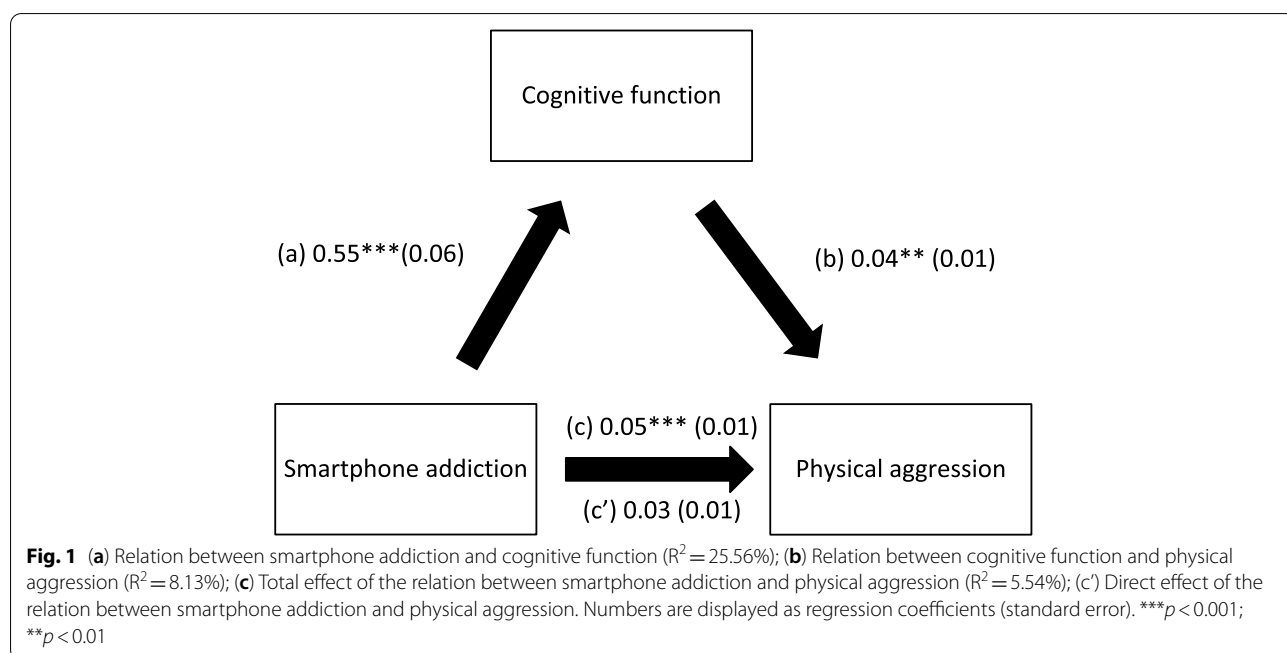 Cognitive function
(a) 0.55***(0.06)
(b) 0.04** (0.01)
(c) 0.05*** (0.01)
Smartphone addiction
Physical aggression
(c’) 0.03 (0.01)
Fig. 1 (a) Relation between smartphone addiction and cognitive function (R² = 25.56%); (b) Relation between cognitive function and physical
aggression (R² = 8.13%); (c) Total effect of the relation between smartphone addiction and physical aggression (R² = 5.54%); (c’) Direct effect of the
relation between smartphone addiction and physical aggression. Numbers are displayed as regression coefficients (standard error). ***p < 0.001;
**p < 0.01